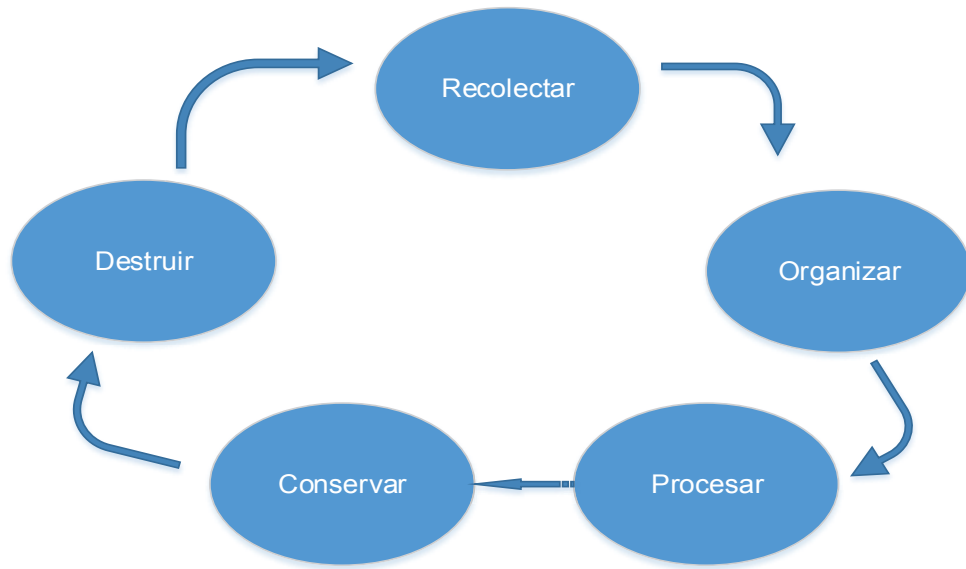 Recolectar
Organizar
Procesar
Conservar
Destruir